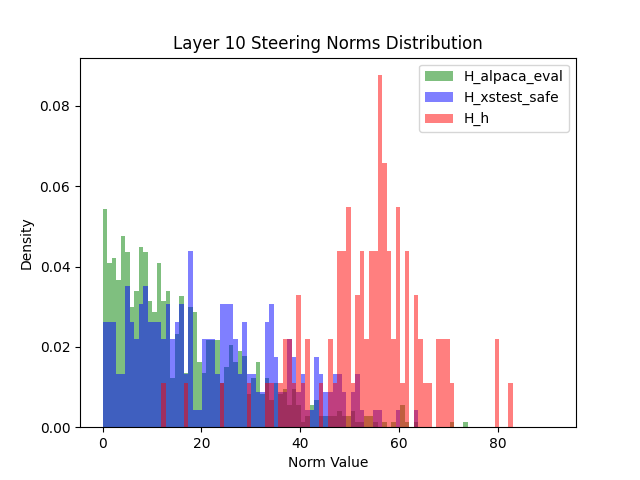 Layer 10 Steering Norms Distribution
H_alpaca_eval
H_xstest_safe
H_h
Density
0.08
0.06
0.04
0.02
0.00
0 20 40 60 80
Norm Value